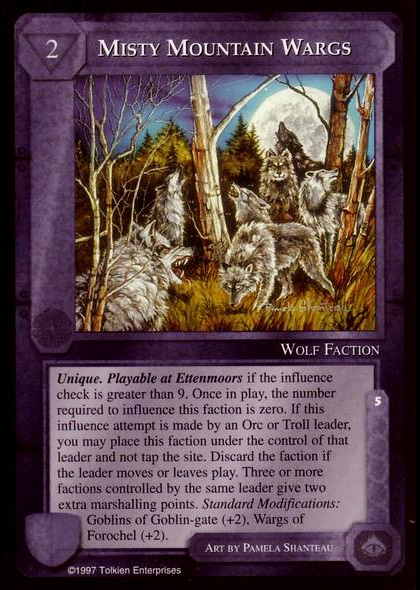 2
MISTY MOUNTAIN WARGS
Pamela Shanteau
WOLF FACTION
Unique. Playable at Ettenmoors if the influence
check is greater than 9. Once in play, the number
required to influence this faction is zero. If this
influence attempt is made by an Orc or Troll leader,
you may place this faction under the control of that
leader and not tap the site. Discard the faction if
the leader moves or leaves play. Three or more
factions controlled by the same leader give two
extra marshalling points. Standard Modifications:
Goblins of Goblin-gate (+2), Wargs of
Forochel (+2).
5
ART BY PAMELA SHANTEAU
©1997 Tolkien Enterprises